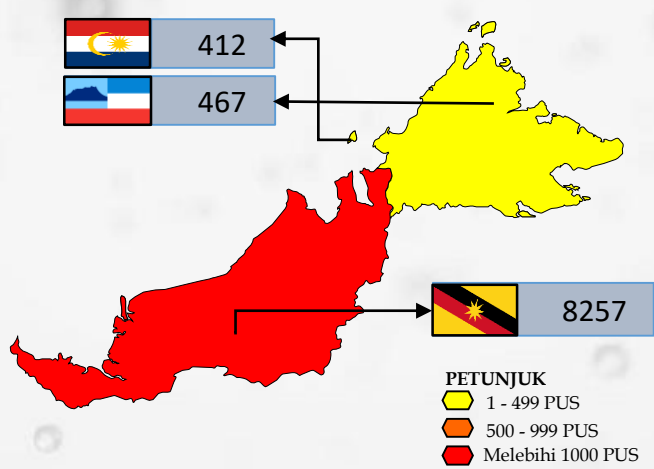 412
467
8257
PETUNJUK
1 - 499 PUS
500 - 999 PUS
Melebihi 1000 PUS